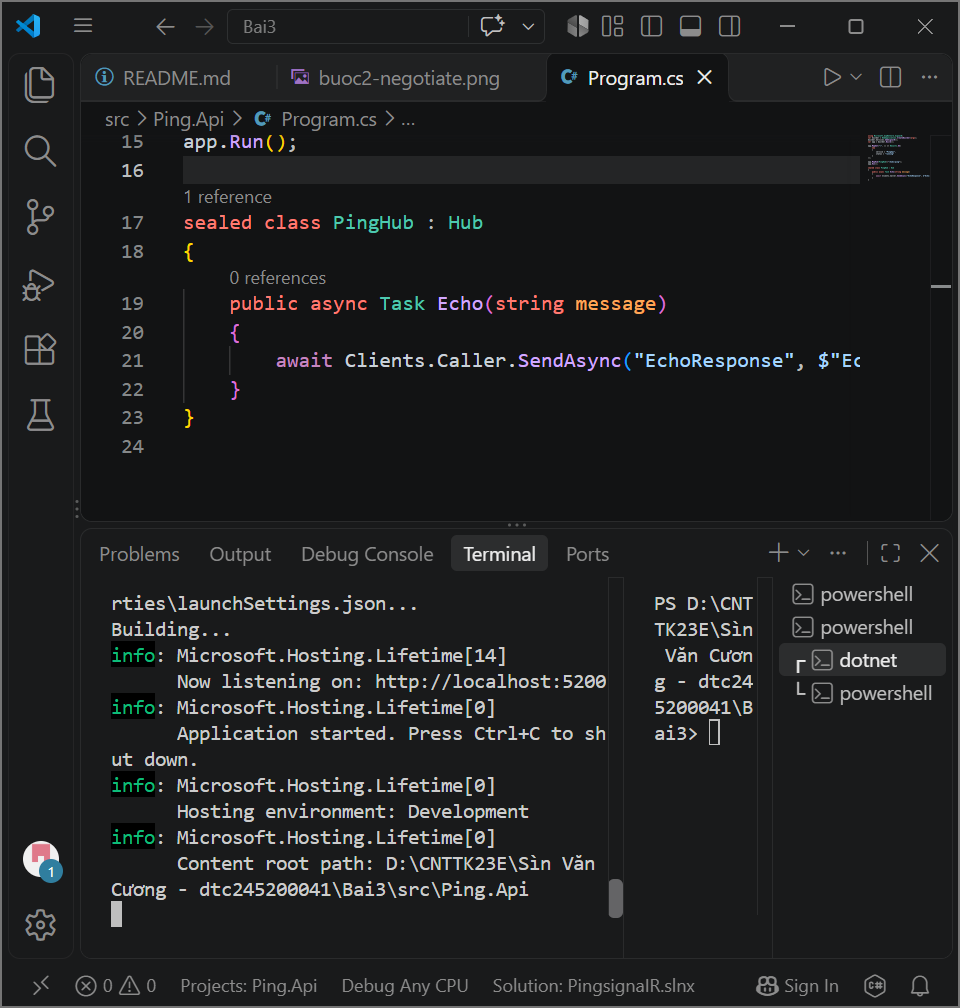 Bai3
README.md
buoc2-negotiate.png
C# Program.cs
src > Ping.Api > C# Program.cs > ...
15 app.Run();
16
1 reference
17 sealed class PingHub : Hub
18 {
0 references
19 public async Task Echo(string message)
20 {
21 await Clients.Caller.SendAsync("EchoResponse", $"Ec
22 }
23 }
24
Problems Output Debug Console Terminal Ports
rties\launchSettings.json...
Building...
info: Microsoft.Hosting.Lifetime[14]
Now listening on: http://localhost:5200
info: Microsoft.Hosting.Lifetime[0]
Application started. Press Ctrl+C to sh
ut down.
info: Microsoft.Hosting.Lifetime[0]
Hosting environment: Development
info: Microsoft.Hosting.Lifetime[0]
Content root path: D:\CNTTK23E\Sìn Văn
Cương - dtc245200041\Bai3\src\Ping.Api
PS D:\CNT
TK23E\Sìn
Văn Cươn
g - dtc24
5200041\B
ai3>
powershell
powershell
dotnet
powershell
1
0 0 Projects: Ping.Api Debug Any CPU Solution: PingsignalR.slnx Sign In